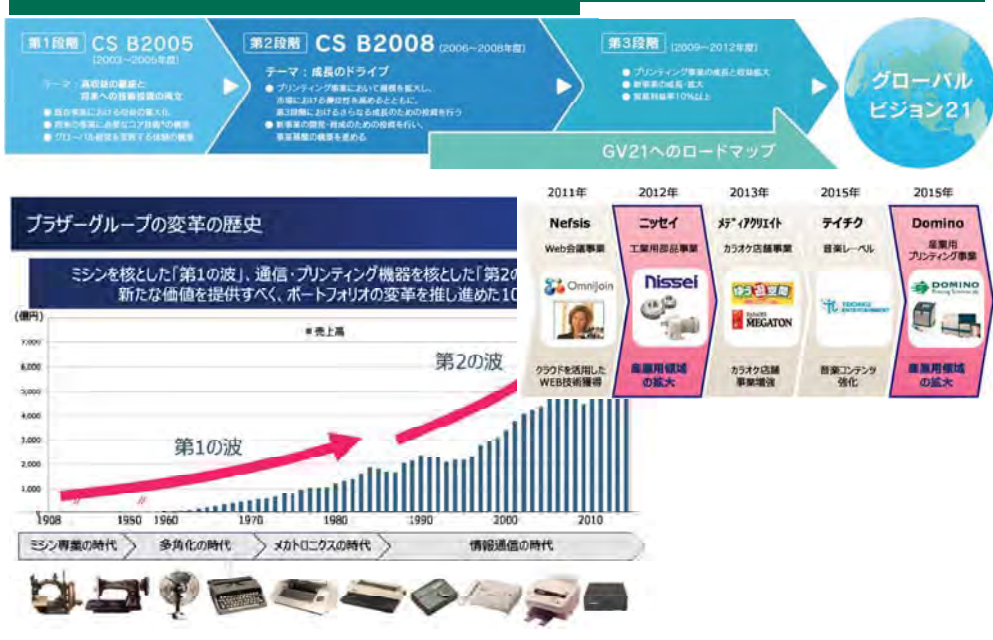 第1段階 CS B2005
(2003～2005年度)
テーマ：高収益の継続と
将来への技術投資の両立
既存事業における収益の最大化
将来の事業に必要なコア技術の構築
グローバル経営を実践する体制の構築
第2段階 CS B2008 (2006～2008年度)
テーマ：成長のドライブ
プリンティング事業において規模を拡大し、
市場における優位性を高めるとともに、
第3段階におけるさらなる成長のための投資を行う
新事業の開発・育成のための投資を行い、
事業基盤の構築を進める
第3段階 (2009～2012年度)
プリンティング事業の成長と収益拡大
新事業の成長・拡大
営業利益率10%以上
GV21へのロードマップ
グローバル
ビジョン21
ブラザーグループの変革の歴史
ミシンを核とした「第1の波」、通信・プリンティング機器を核とした「第2の
新たな価値を提供すべく、ポートフォリオの変革を推し進めた10
(億円)
■売上高
7,000
6,000
5,000
4,000
3,000
2,000
1,000
第1の波
第2の波
1908 1950 1960 1970 1980 1990 2000 2010
ミシン専業の時代 多角化の時代 メカトロニクスの時代 情報通信の時代
2011年
Nefsis
Web会議事業
OmniJoin
クラウドを活用した
WEB技術獲得
2012年
ニッセイ
工業用部品事業
Nissei
産業用領域
の拡大
2013年
メディアクリエイト
カラオケ店舗事業
MEGATON
カラオケ店舗
事業増強
2015年
テイチク
音楽レーベル
TEICHIKU
ENTERTAINMENT
音楽コンテンツ
強化
2015年
Domino
産業用
プリンティング事業
DOMINO
産業用領域
の拡大